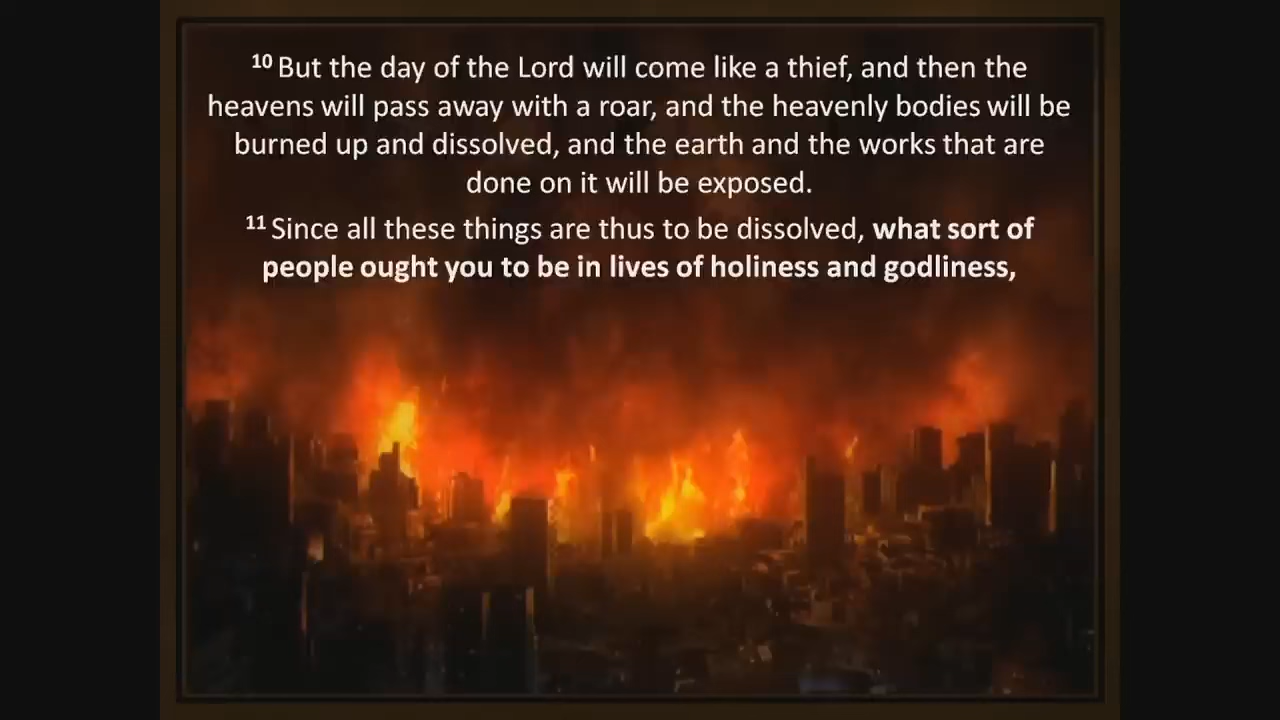 10 But the day of the Lord will come like a thief, and then the
heavens will pass away with a roar, and the heavenly bodies will be
burned up and dissolved, and the earth and the works that are
done on it will be exposed.
11 Since all these things are thus to be dissolved, what sort of
people ought you to be in lives of holiness and godliness,